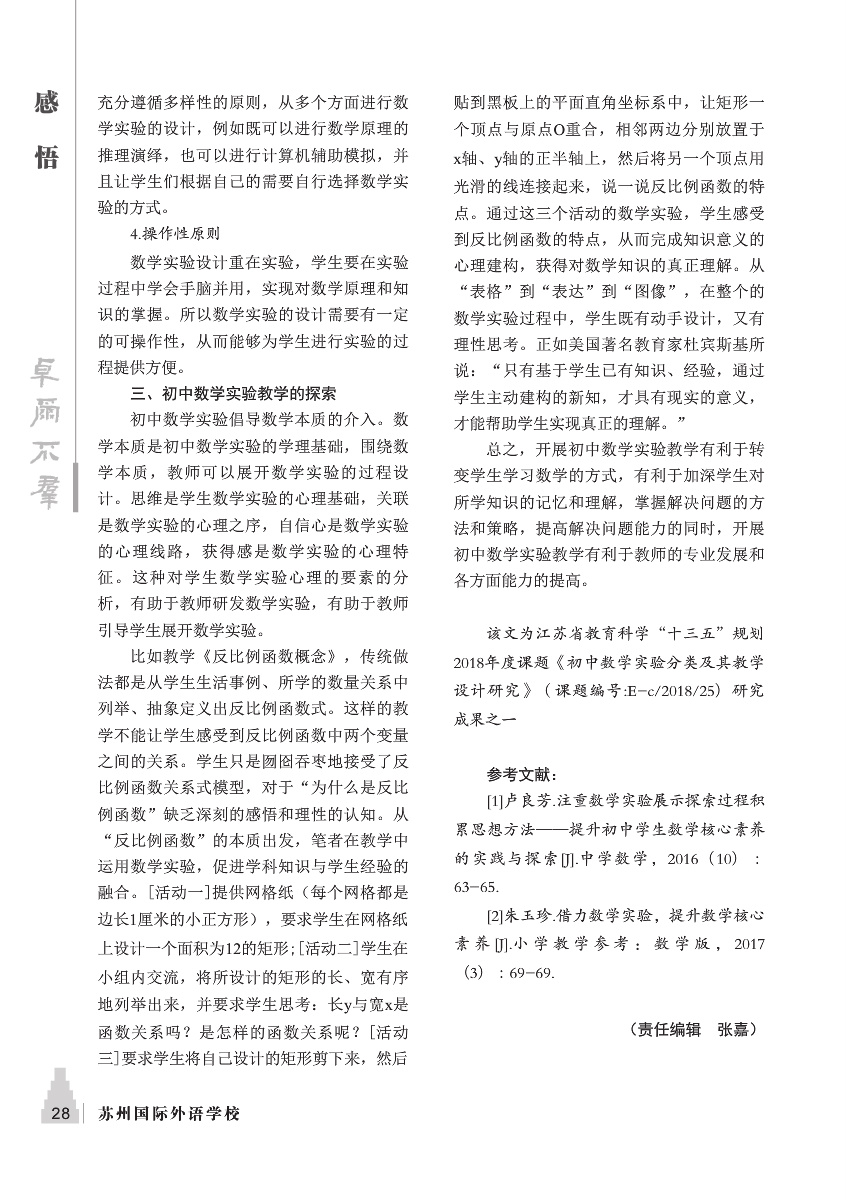 感
悟
卓
爾
不
羣
充分遵循多样性的原则，从多个方面进行数
学实验的设计，例如既可以进行数学原理的
推理演绎，也可以进行计算机辅助模拟，并
且让学生们根据自己的需要自行选择数学实
验的方式。
4.操作性原则
数学实验设计重在实验，学生要在实验
过程中学会手脑并用，实现对数学原理和知
识的掌握。所以数学实验的设计需要有一定
的可操作性，从而能够为学生进行实验的过
程提供方便。
三、初中数学实验教学的探索
初中数学实验倡导数学本质的介入。数
学本质是初中数学实验的学理基础，围绕数
学本质，教师可以展开数学实验的过程设
计。思维是学生数学实验的心理基础，关联
是数学实验的心理之序，自信心是数学实验
的心理线路，获得感是数学实验的心理特
征。这种对学生数学实验心理的要素的分
析，有助于教师研发数学实验，有助于教师
引导学生展开数学实验。
比如教学《反比例函数概念》，传统做
法都是从学生生活事例、所学的数量关系中
列举、抽象定义出反比例函数式。这样的教
学不能让学生感受到反比例函数中两个变量
之间的关系。学生只是囫囵吞枣地接受了反
比例函数关系式模型，对于“为什么是反比
例函数”缺乏深刻的感悟和理性的认知。从
“反比例函数”的本质出发，笔者在教学中
运用数学实验，促进学科知识与学生经验的
融合。[活动一]提供网格纸（每个网格都是
边长1厘米的小正方形），要求学生在网格纸
上设计一个面积为12的矩形；[活动二]学生在
小组内交流，将所设计的矩形的长、宽有序
地列举出来，并要求学生思考：长y与宽x是
函数关系吗？是怎样的函数关系呢？[活动
三]要求学生将自己设计的矩形剪下来，然后
贴到黑板上的平面直角坐标系中，让矩形一
个顶点与原点O重合，相邻两边分别放置于
x轴、y轴的正半轴上，然后将另一个顶点用
光滑的线连接起来，说一说反比例函数的特
点。通过这三个活动的数学实验，学生感受
到反比例函数的特点，从而完成知识意义的
心理建构，获得对数学知识的真正理解。从
“表格”到“表达”到“图像”，在整个的
数学实验过程中，学生既有动手设计，又有
理性思考。正如美国著名教育家杜宾斯基所
说：“只有基于学生已有知识、经验，通过
学生主动建构的新知，才具有现实的意义，
才能帮助学生实现真正的理解。”
总之，开展初中数学实验教学有利于转
变学生学习数学的方式，有利于加深学生对
所学知识的记忆和理解，掌握解决问题的方
法和策略，提高解决问题能力的同时，开展
初中数学实验教学有利于教师的专业发展和
各方面能力的提高。
该文为江苏省教育科学“十三五”规划
2018年度课题《初中数学实验分类及其教学
设计研究》（课题编号:E-c/2018/25）研究
成果之一
参考文献：
[1]卢良芳.注重数学实验展示探索过程积
累思想方法——提升初中学生数学核心素养
的实践与探索[J].中学数学，2016（10）：
63-65.
[2]朱玉珍.借力数学实验，提升数学核心
素养[J].小学教学参考：数学版，2017
（3）：69-69.
（责任编辑　张嘉）
28 苏州国际外语学校